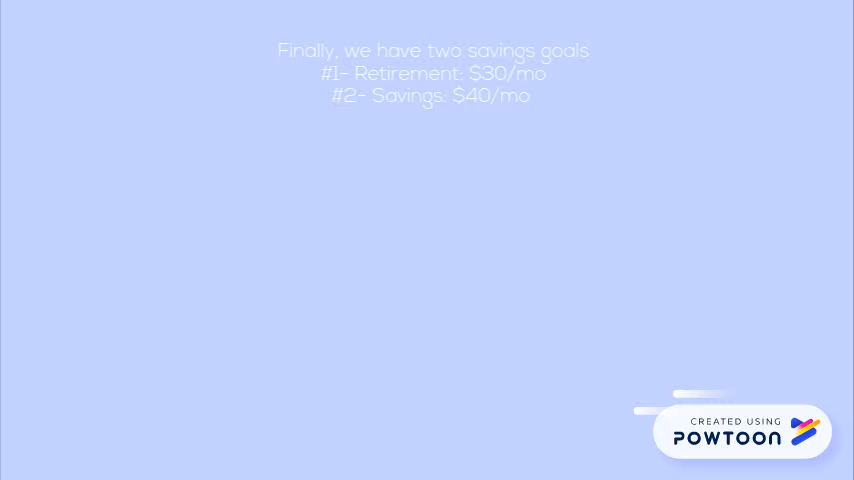 Finally, we have two savings goals
#1- Retirement: $30/mo
#2- Savings: $40/mo
CREATED USING
POWTOON